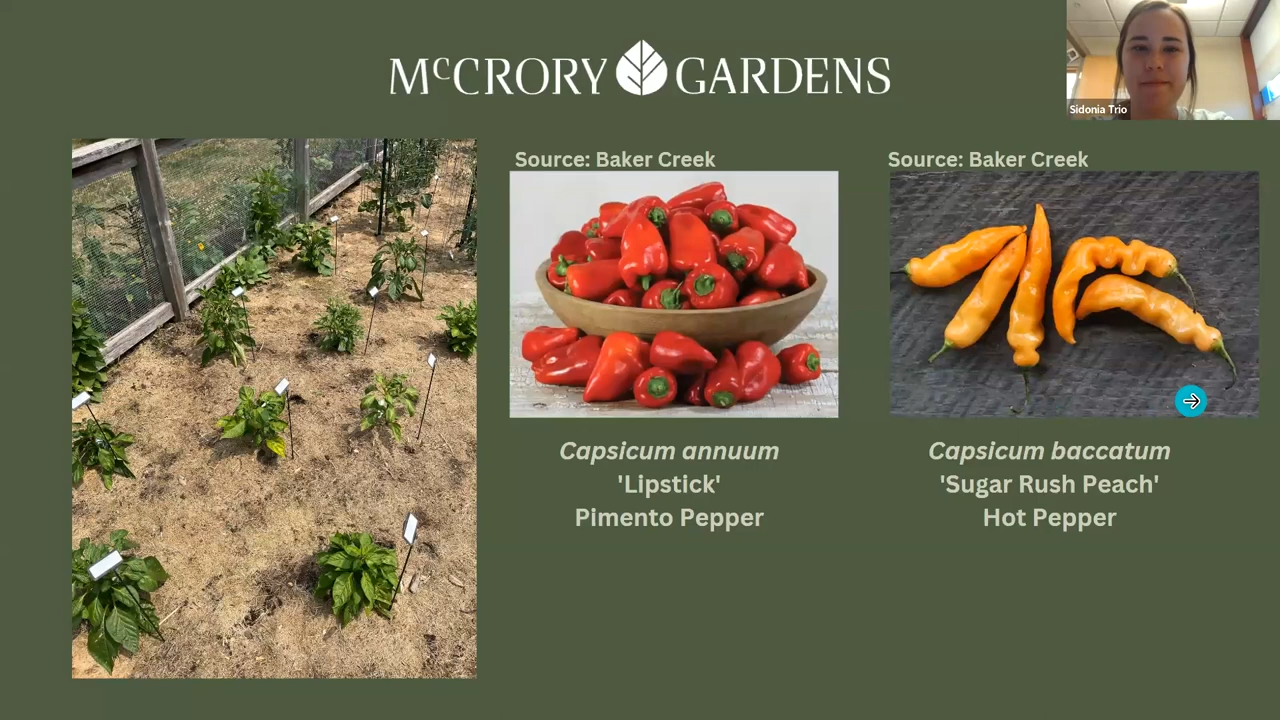 McCRORY GARDENS
Sidonia Trio
Source: Baker Creek
Source: Baker Creek
Capsicum annuum
'Lipstick'
Pimento Pepper
Capsicum baccatum
'Sugar Rush Peach'
Hot Pepper